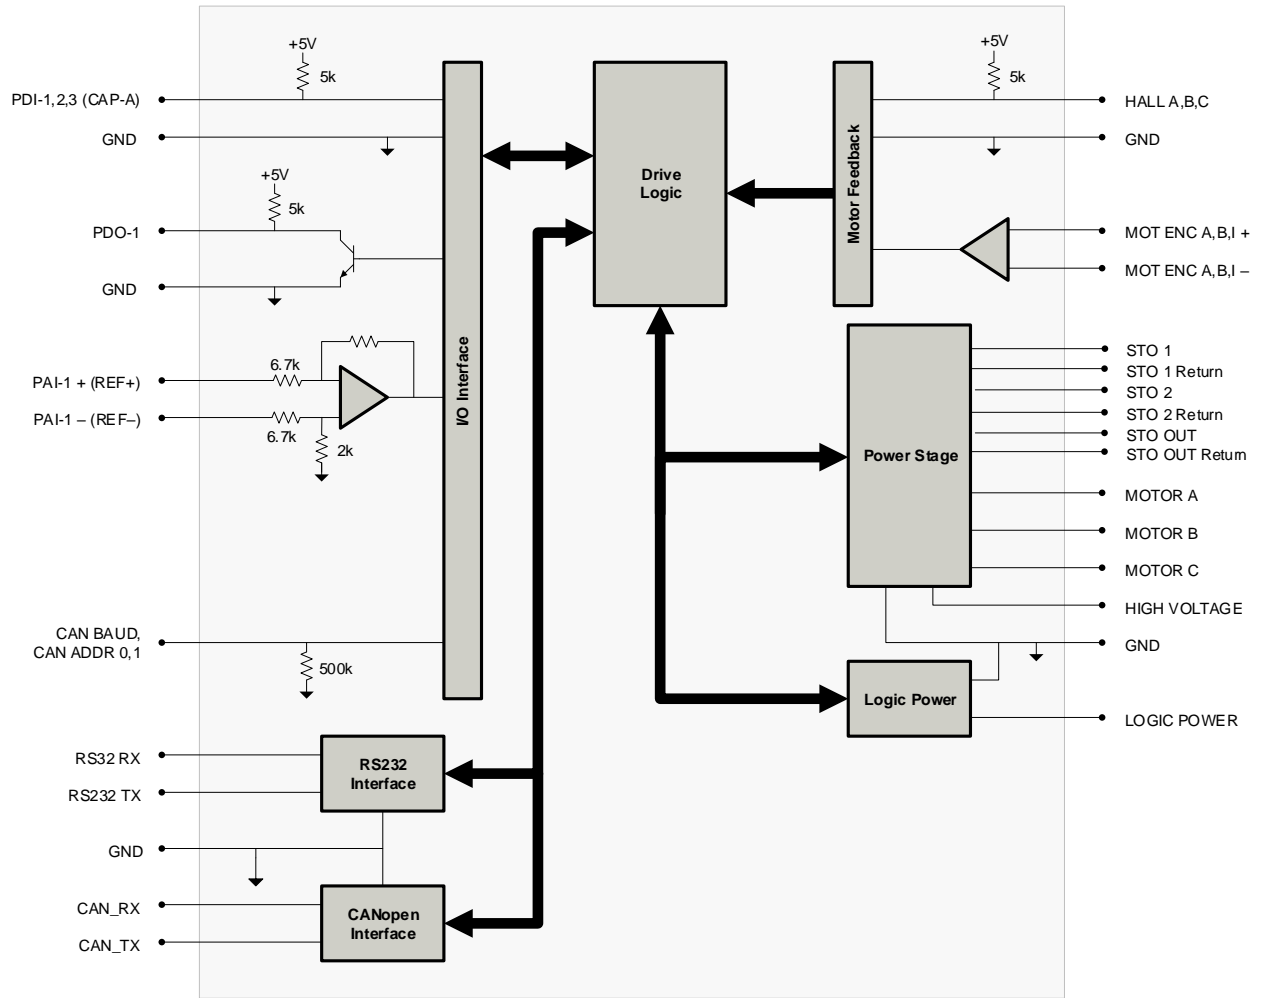 +5V
5k
PDI-1,2,3 (CAP-A)
GND
+5V
5k
PDO-1
GND
6.7k
PAI-1 + (REF+)
PAI-1 – (REF–)
6.7k
2k
CAN BAUD,
CAN ADDR 0,1
500k
I/O Interface
RS32 RX
RS232 TX
RS232
Interface
GND
CAN_RX
CAN_TX
CANopen
Interface
Drive
Logic
Motor Feedback
+5V
5k
HALL A,B,C
GND
MOT ENC A,B,I +
MOT ENC A,B,I –
Power Stage
STO 1
STO 1 Return
STO 2
STO 2 Return
STO OUT
STO OUT Return
MOTOR A
MOTOR B
MOTOR C
HIGH VOLTAGE
GND
Logic Power
LOGIC POWER